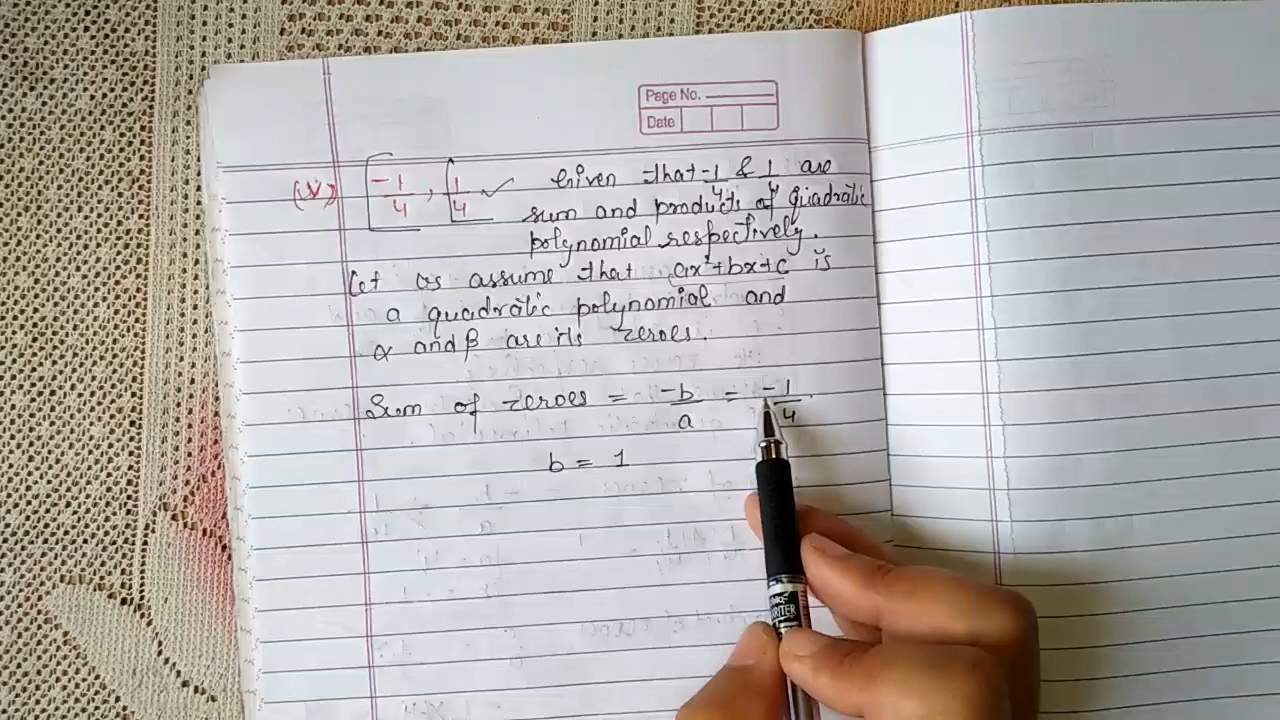 Page No.
Date
(V) -1/4, 1/4 ✓ Given that -1/4 & 1/4 are
sum and products of quadratic
polynomial respectively.
Let as assume that ax²+bx+c is
a quadratic polynomial and
α and β are its zeroes.
Sum of zeroes = -b/a = -1/4
b = 1
WRITER